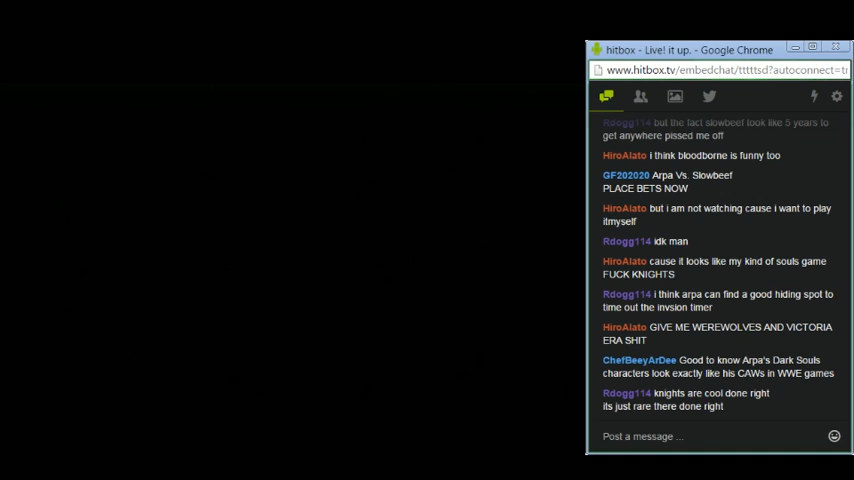 hitbox - Live! it up. - Google Chrome
www.hitbox.tv/embedchat/tttttsd?autoconnect=tr
Rdogg114 but the fact slowbeef took like 5 years to
get anywhere pissed me off
HiroAlato i think bloodborne is funny too
GF202020 Arpa Vs. Slowbeef
PLACE BETS NOW
HiroAlato but i am not watching cause i want to play
itmyself
Rdogg114 idk man
HiroAlato cause it looks like my kind of souls game
FUCK KNIGHTS
Rdogg114 i think arpa can find a good hiding spot to
time out the invsion timer
HiroAlato GIVE ME WEREWOLVES AND VICTORIA
ERA SHIT
ChefBeeyArDee Good to know Arpa's Dark Souls
characters look exactly like his CAWs in WWE games
Rdogg114 knights are cool done right
its just rare there done right
Post a message ...